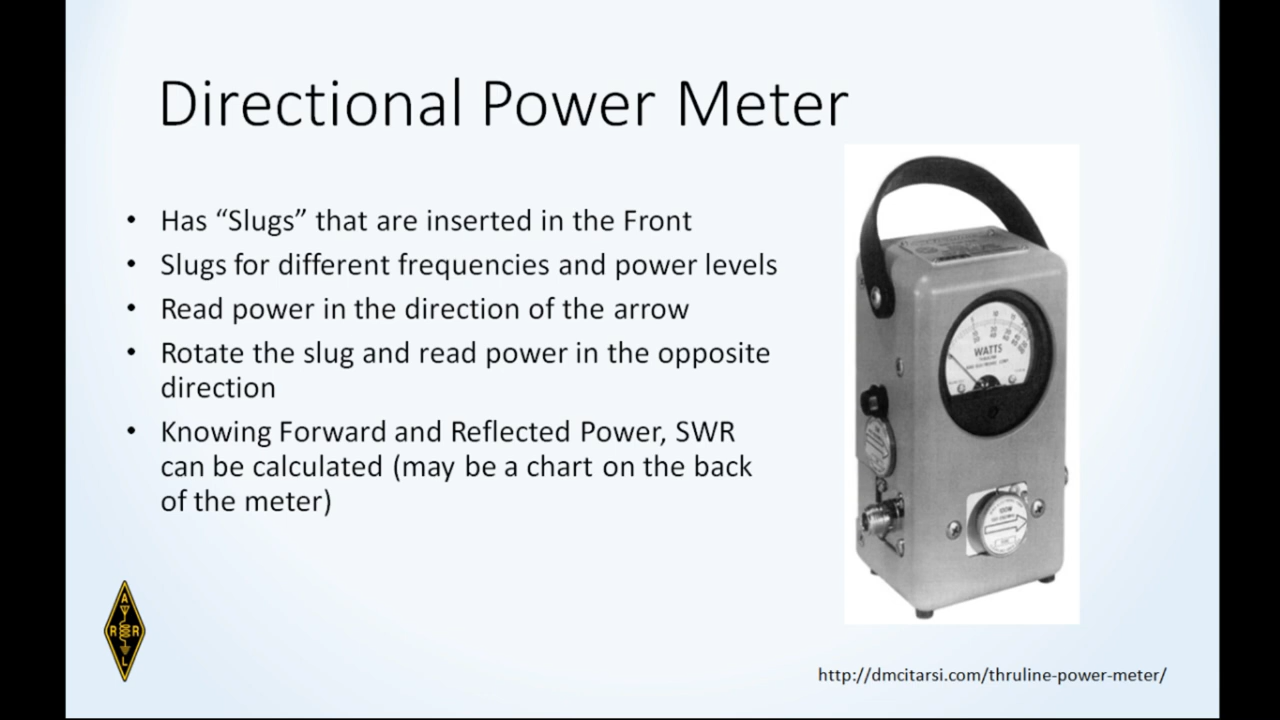 Directional Power Meter
• Has “Slugs” that are inserted in the Front
• Slugs for different frequencies and power levels
• Read power in the direction of the arrow
• Rotate the slug and read power in the opposite
direction
• Knowing Forward and Reflected Power, SWR
can be calculated (may be a chart on the back
of the meter)
WATTS
A
R R
L
http://dmcitarsi.com/thruline-power-meter/